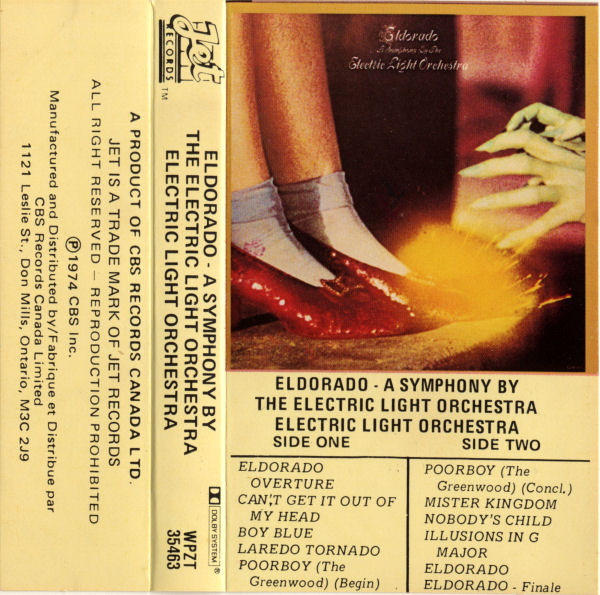 Manufactured and Distributed by/Fabrique et Distribue par
CBS Records Canada Limited
1121 Leslie St., Don Mills, Ontario, M3C 2J9
A PRODUCT OF CBS RECORDS CANADA LTD.
JET IS A TRADE MARK OF JET RECORDS
ALL RIGHT RESERVED — REPRODUCTION PROHIBITED
℗1974 CBS Inc.
Jet
RECORDS
TM
ELDORADO - A SYMPHONY BY
THE ELECTRIC LIGHT ORCHESTRA
ELECTRIC LIGHT ORCHESTRA
DOLBY SYSTEM®
WPZT
35463
Eldorado
A Symphony By The
Electric Light Orchestra
ELDORADO - A SYMPHONY BY
THE ELECTRIC LIGHT ORCHESTRA
ELECTRIC LIGHT ORCHESTRA
SIDE ONE
ELDORADO
OVERTURE
CAN'T GET IT OUT OF
MY HEAD
BOY BLUE
LAREDO TORNADO
POORBOY (The
Greenwood) (Begin)
SIDE TWO
POORBOY (The
Greenwood) (Concl.)
MISTER KINGDOM
NOBODY'S CHILD
ILLUSIONS IN G
MAJOR
ELDORADO
ELDORADO - Finale